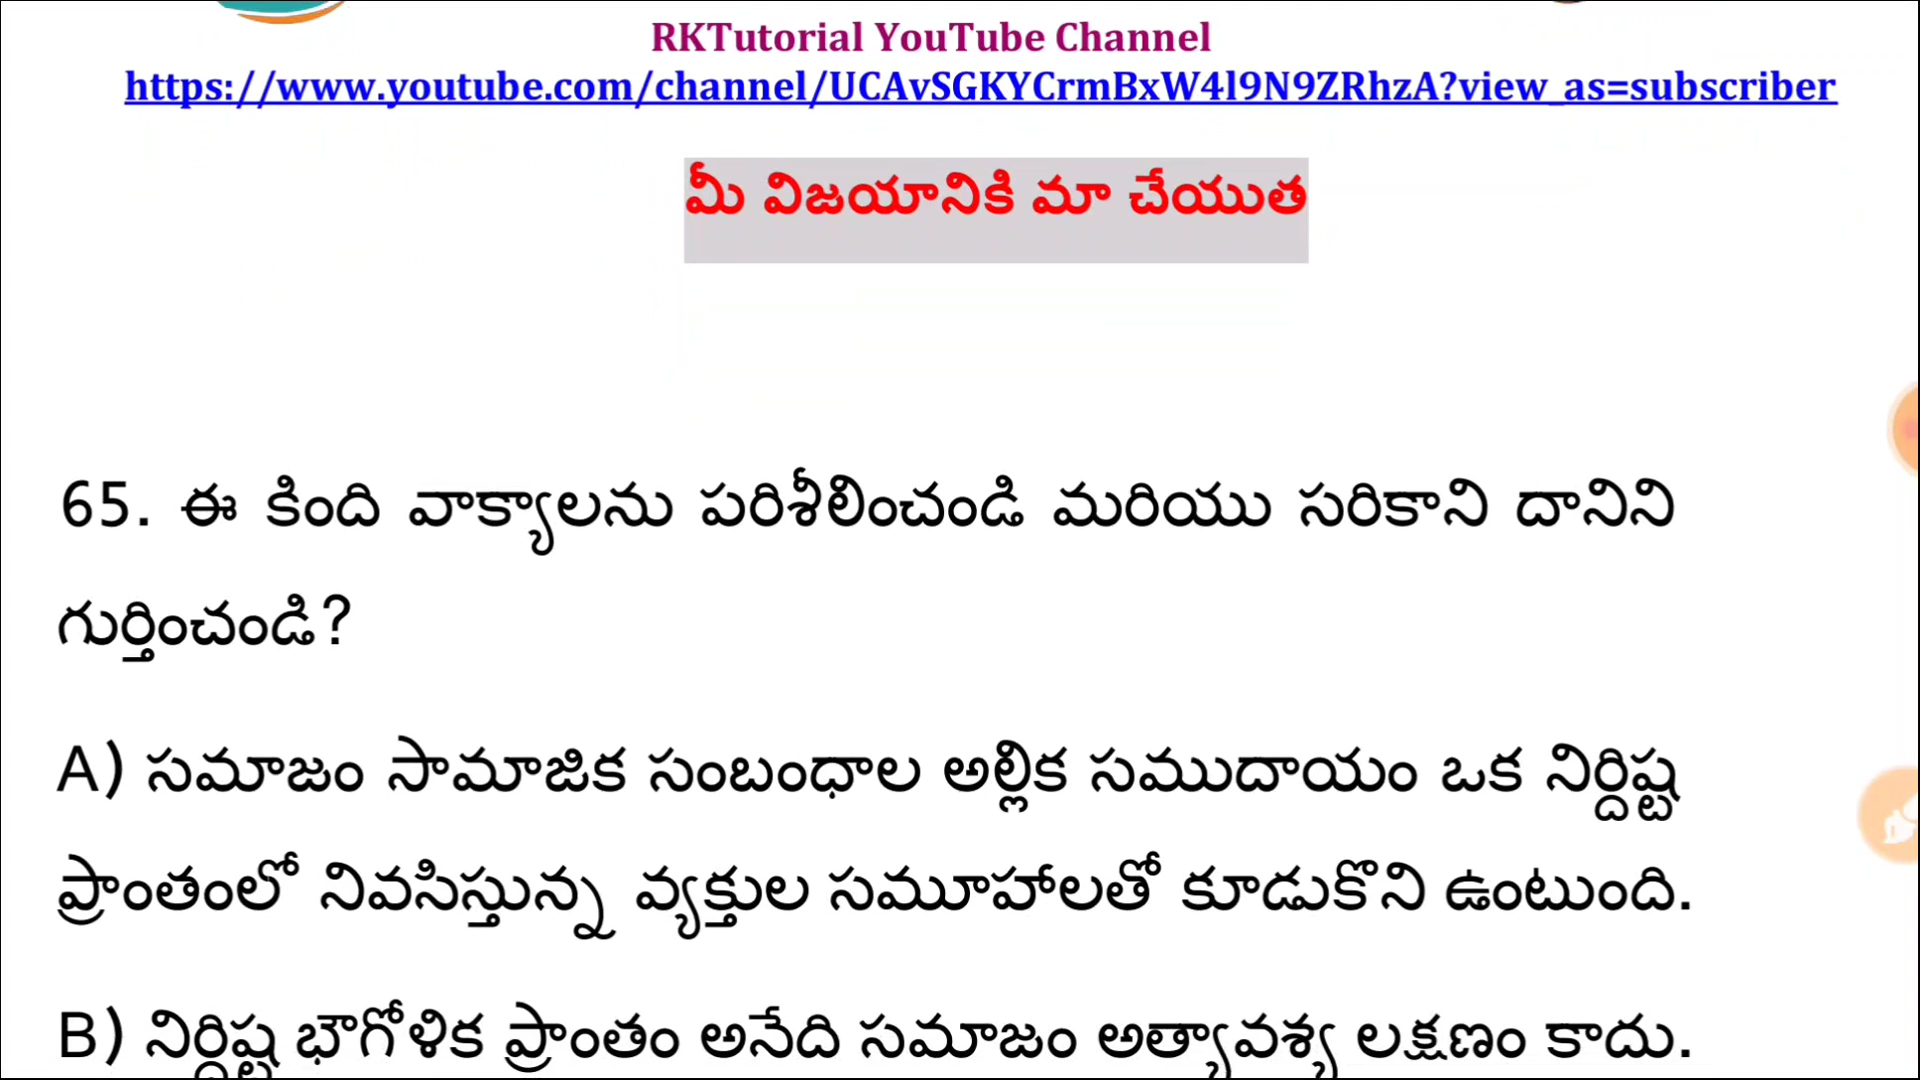 RKTutorial YouTube Channel
https://www.youtube.com/channel/UCAvSGKYCrmBxW4l9N9ZRhzA?view_as=subscriber
మీ విజయానికి మా చేయుత
65. ఈ కింది వాక్యాలను పరిశీలించండి మరియు సరికాని దానిని
గుర్తించండి?
A) సమాజం సామాజిక సంబంధాల అల్లిక సముదాయం ఒక నిర్దిష్ట
ప్రాంతంలో నివసిస్తున్న వ్యక్తుల సమూహాలతో కూడుకొని ఉంటుంది.
B) నిర్దిష్ట భౌగోళిక ప్రాంతం అనేది సమాజం అత్యావశ్య లక్షణం కాదు.